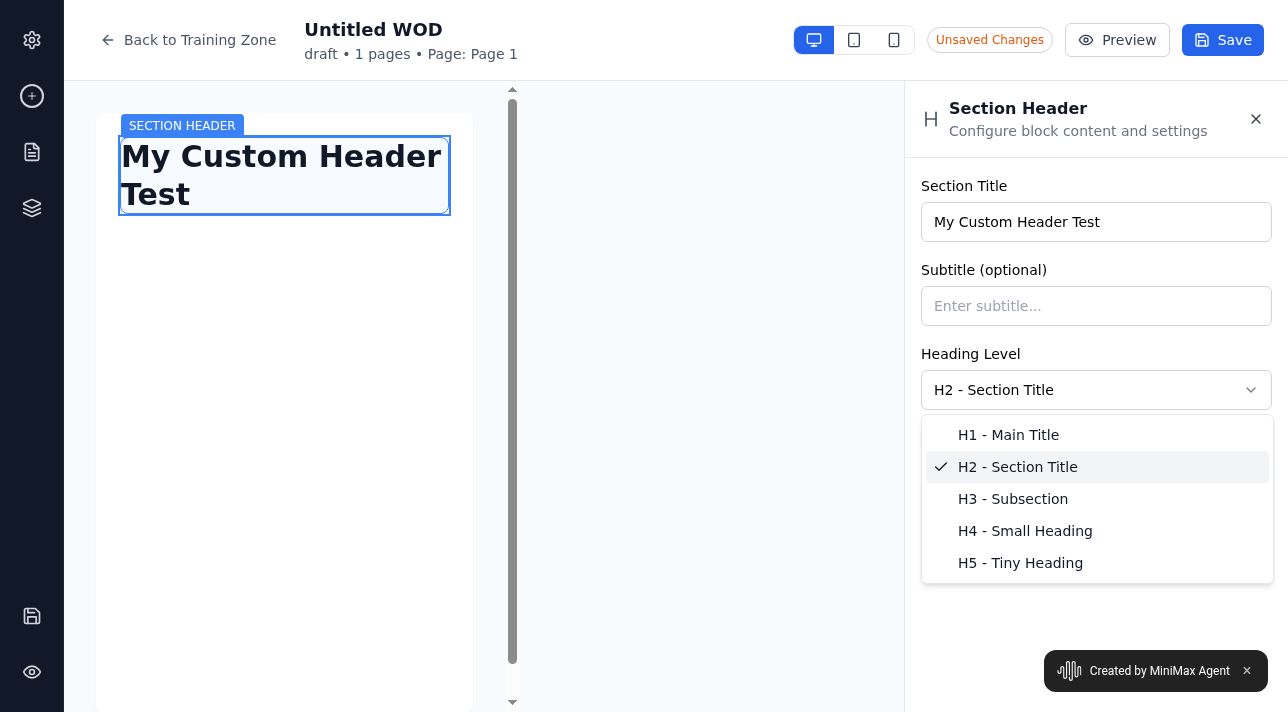 Back to Training Zone
Untitled WOD
draft • 1 pages • Page: Page 1
Unsaved Changes
Preview
Save
SECTION HEADER
My Custom Header
Test
Section Header
Configure block content and settings
Section Title
My Custom Header Test
Subtitle (optional)
Enter subtitle...
Heading Level
H2 - Section Title
H1 - Main Title
H2 - Section Title
H3 - Subsection
H4 - Small Heading
H5 - Tiny Heading
Created by MiniMax Agent